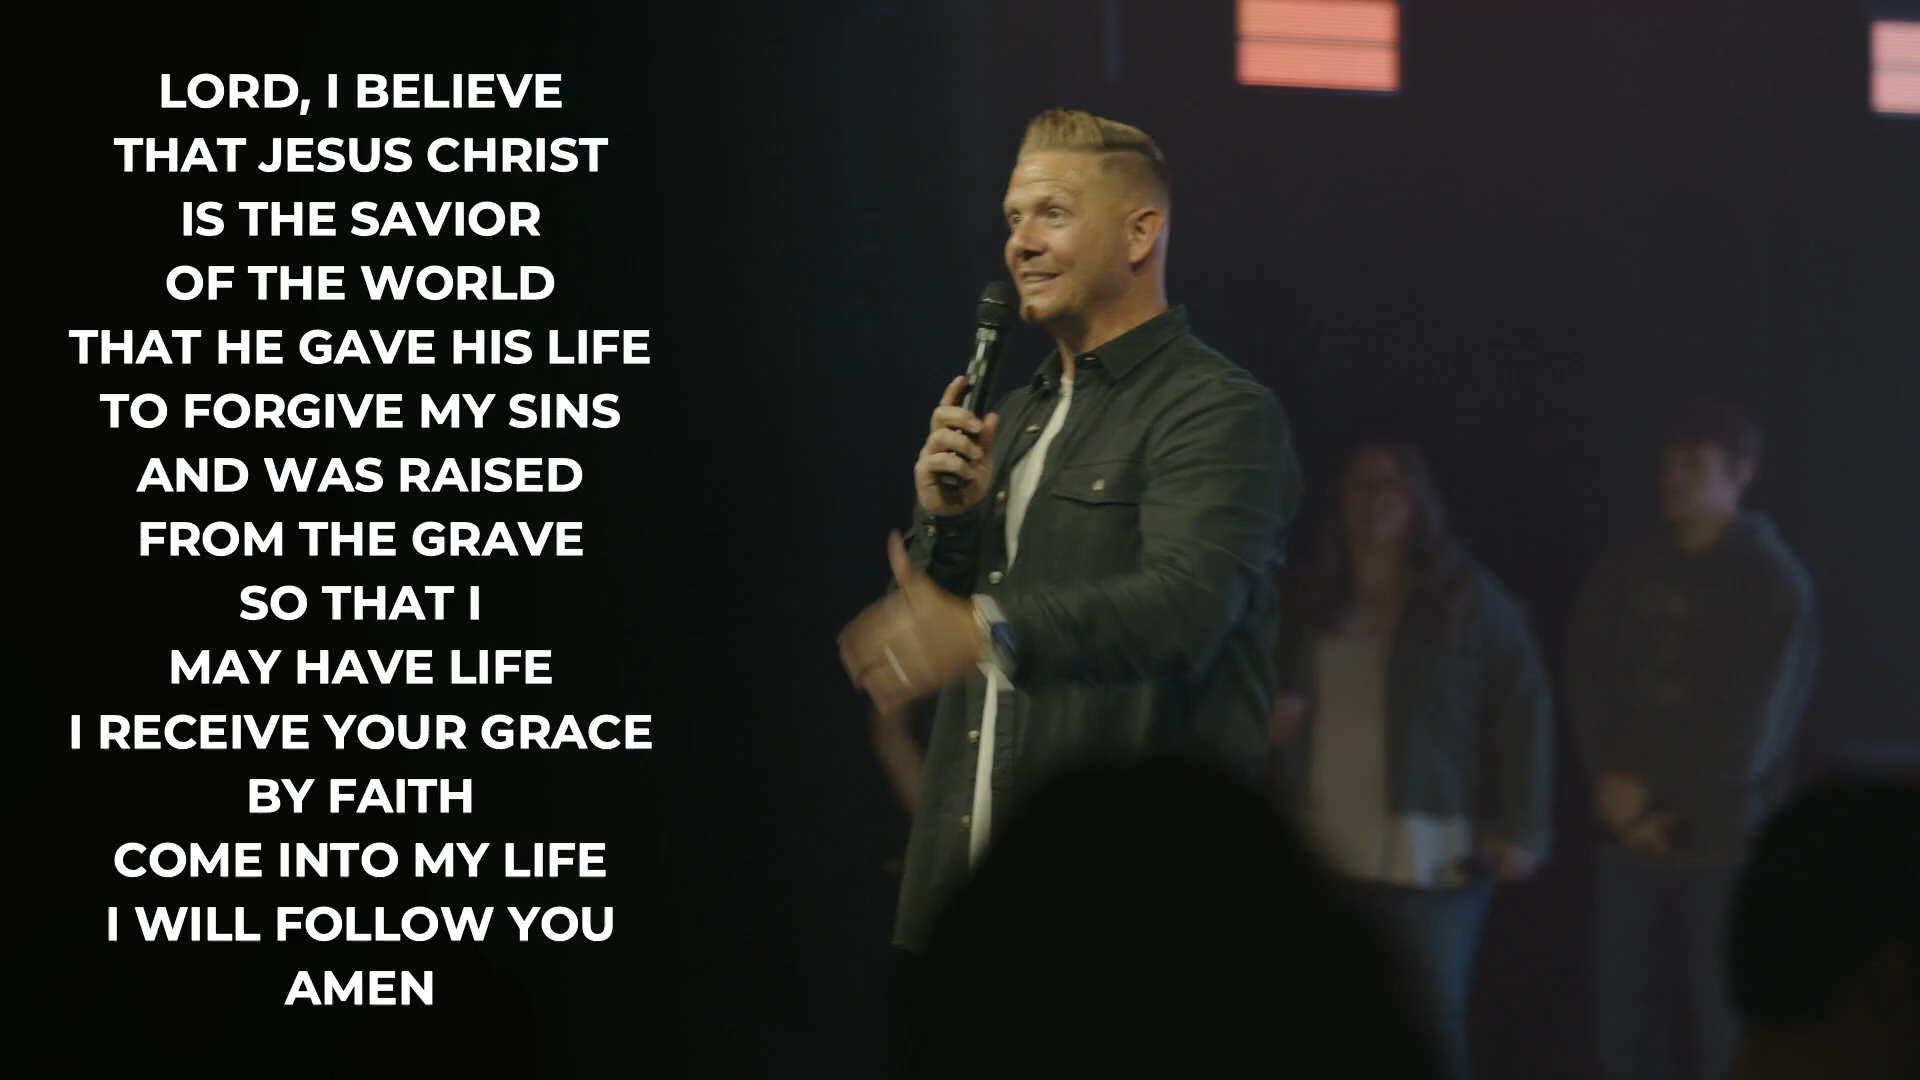 LORD, I BELIEVE
THAT JESUS CHRIST
IS THE SAVIOR
OF THE WORLD
THAT HE GAVE HIS LIFE
TO FORGIVE MY SINS
AND WAS RAISED
FROM THE GRAVE
SO THAT I
MAY HAVE LIFE
I RECEIVE YOUR GRACE
BY FAITH
COME INTO MY LIFE
I WILL FOLLOW YOU
AMEN